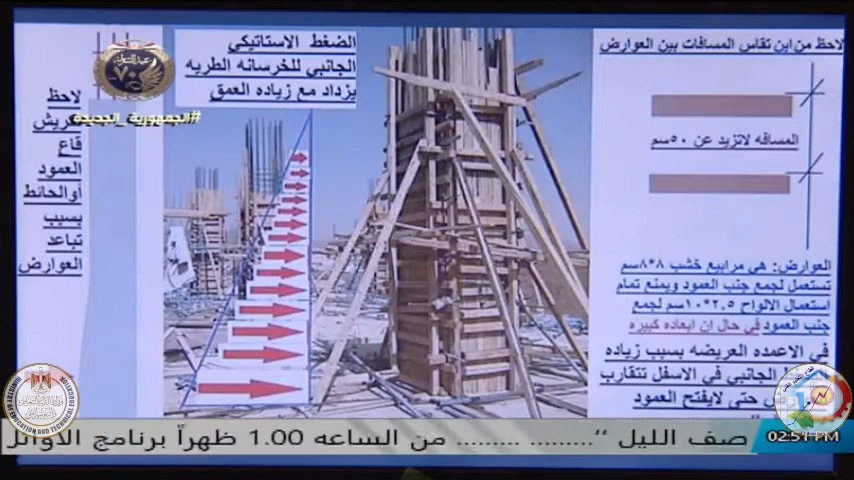 لاحظ من اين تقاس المسافات بين العوارض
المسافه لاتزيد عن ٥٠سم
العوارض: هي مرابيع خشب ٨*٨سم
تستعمل لجمع جنب العمود ويمنع تمام
استعمال الالواح ٢,٥*١٠سم لجمع
جنب العمود في حال ان ابعاده كبيره
في الاعمده العريضه بسبب زياده
الجانبي في الاسفل تتقارب
حتى لايفتح العمود
الضغط الاستاتيكي
الجانبي للخرسانه الطريه
يزداد مع زياده العمق
لاحظ
قاع
العمود
أوالحائط
بسبب
تباعد
العوارض
#الجمهورية_الجديدة
٧٠
صف الليل “......... ......... من الساعه 1.00 ظهراً برنامج الاوائل
02:51 PM